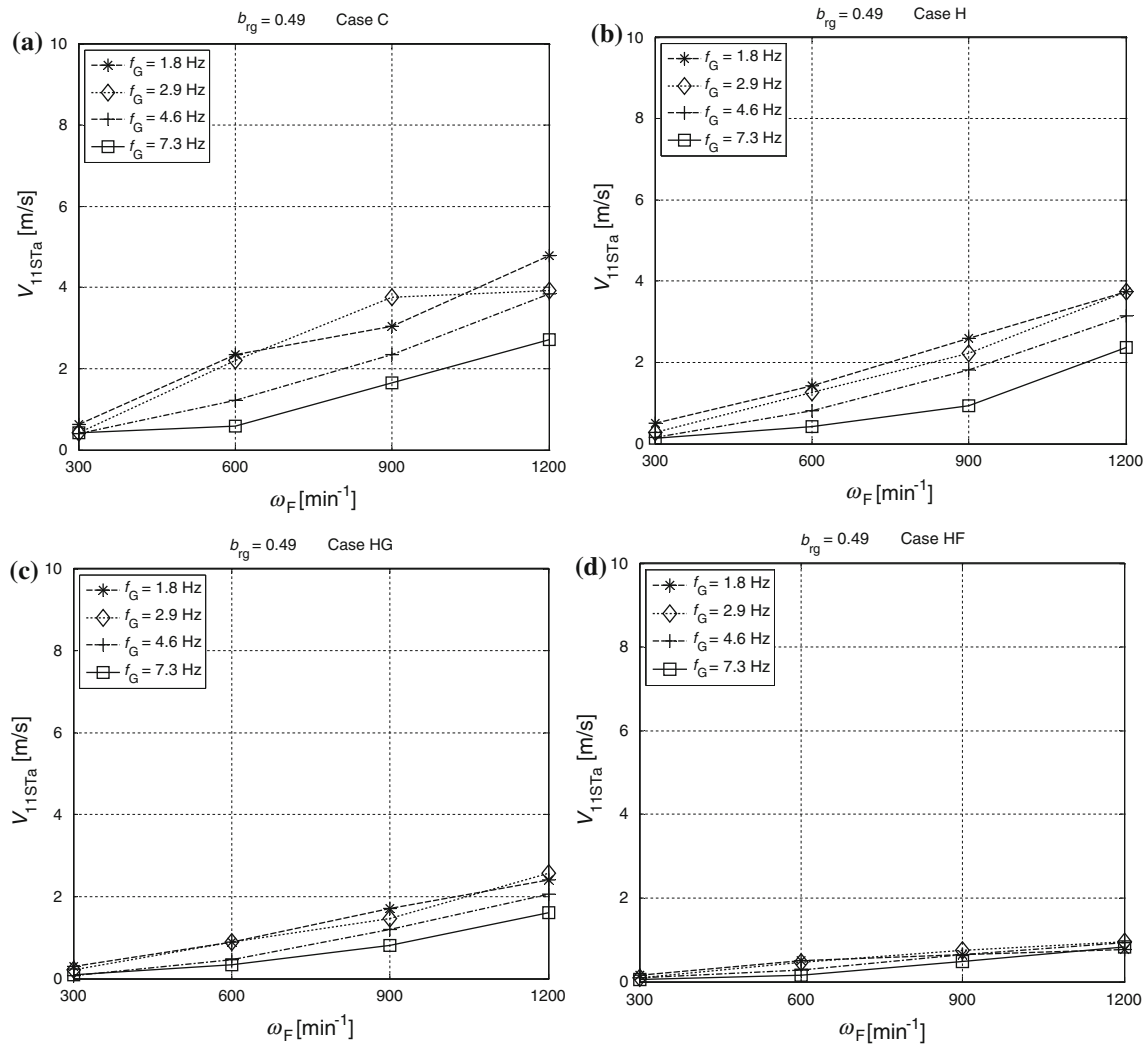 b_rg = 0.49 Case C
(a)
10
8
6
4
2
0
f_G = 1.8 Hz
f_G = 2.9 Hz
f_G = 4.6 Hz
f_G = 7.3 Hz
V_11STa [m/s]
300 600 900 1200
ω_F [min⁻¹]
b_rg = 0.49 Case H
(b)
10
8
6
4
2
0
f_G = 1.8 Hz
f_G = 2.9 Hz
f_G = 4.6 Hz
f_G = 7.3 Hz
V_11STa [m/s]
300 600 900 1200
ω_F [min⁻¹]
b_rg = 0.49 Case HG
(c)
10
8
6
4
2
0
f_G = 1.8 Hz
f_G = 2.9 Hz
f_G = 4.6 Hz
f_G = 7.3 Hz
V_11STa [m/s]
300 600 900 1200
ω_F [min⁻¹]
b_rg = 0.49 Case HF
(d)
10
8
6
4
2
0
f_G = 1.8 Hz
f_G = 2.9 Hz
f_G = 4.6 Hz
f_G = 7.3 Hz
V_11STa [m/s]
300 600 900 1200
ω_F [min⁻¹]